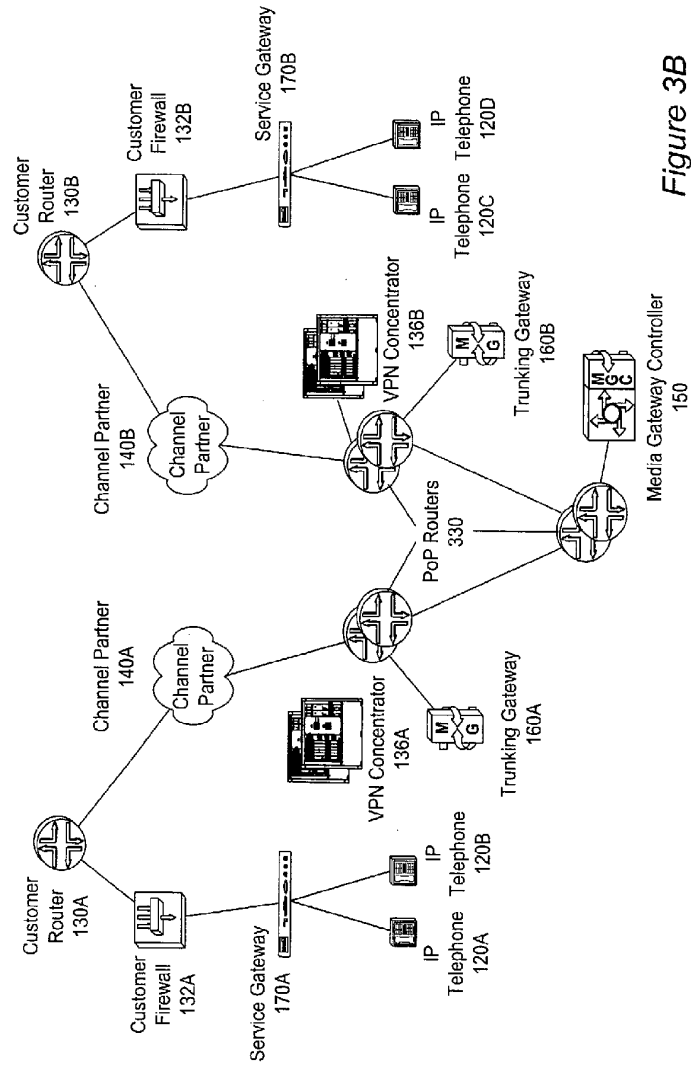 Customer
Router
130A
Customer
Firewall
132A
Service Gateway
170A
IP
Telephone
120A
IP
Telephone
120B
Channel Partner
140A
Channel
Partner
VPN Concentrator
136A
M
G
Trunking Gateway
160A
PoP Routers
330
Channel Partner
140B
Channel
Partner
Customer
Router
130B
Customer
Firewall
132B
Service Gateway
170B
IP
Telephone
120C
IP
Telephone
120D
VPN Concentrator
136B
M
G
Trunking Gateway
160B
M
G
C
Media Gateway Controller
150
Figure 3B